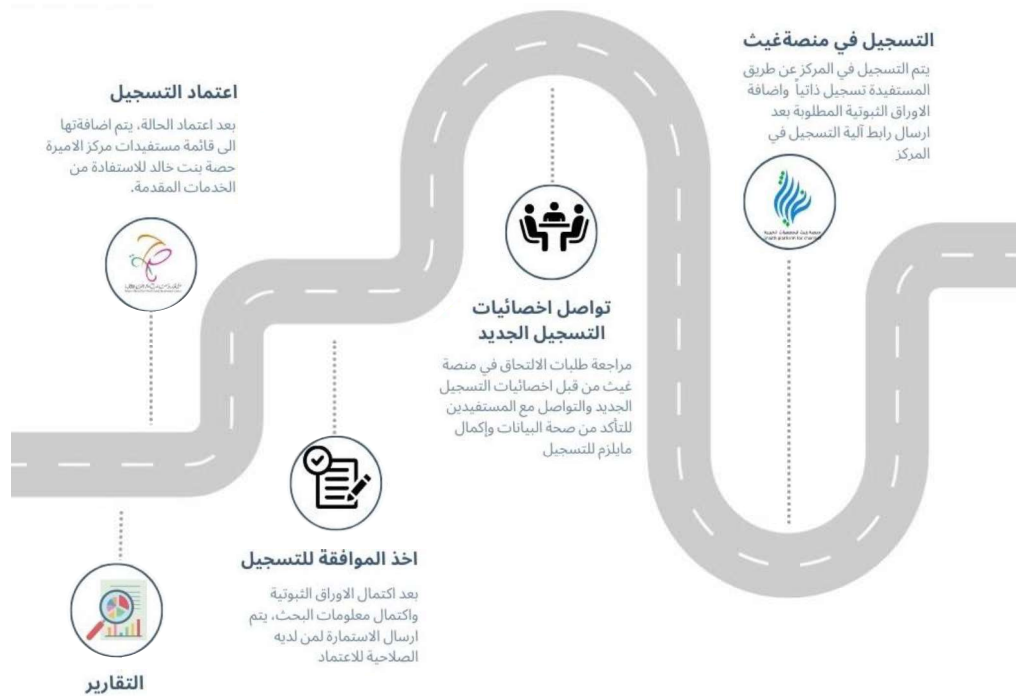 التسجيل في منصةغيث
يتم التسجيل في المركز عن طريق
المستفيدة تسجيل ذاتياً واضافة
الاوراق الثبوتية المطلوبة بعد
ارسال رابط آلية التسجيل في
المركز
تواصل اخصائيات
التسجيل الجديد
مراجعة طلبات الالتحاق في منصة
غيث من قبل اخصائيات التسجيل
الجديد والتواصل مع المستفيدين
للتأكد من صحة البيانات وإكمال
مايلزم للتسجيل
اخذ الموافقة للتسجيل
بعد اكتمال الاوراق الثبوتية
واكتمال معلومات البحث، يتم
ارسال الاستمارة لمن لديه
الصلاحية للاعتماد
اعتماد التسجيل
بعد اعتماد الحالة، يتم اضافةتها
الى قائمة مستفيدات مركز الاميرة
حصة بنت خالد للاستفادة من
الخدمات المقدمة.
التقارير